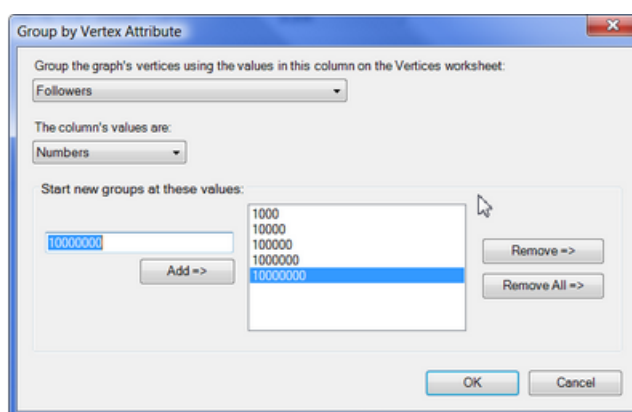 Group by Vertex Attribute
Group the graph's vertices using the values in this column on the Vertices worksheet:
Followers
The column's values are:
Numbers
Start new groups at these values:
10000000
Add =>
1000
10000
100000
1000000
10000000
Remove =>
Remove All =>
OK
Cancel